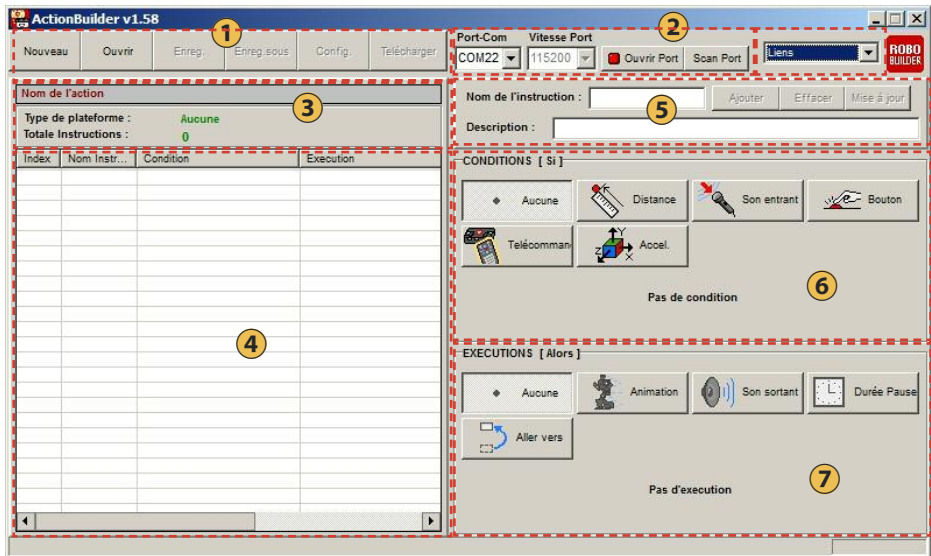 ActionBuilder v1.58
1
2
Nouveau Ouvrir Enreg. Enreg.sous Config. Telécharger
Port-Com Vitesse Port
COM22 115200 Ouvrir Port Scan Port
Liens
ROBO
BUILDER
Nom de l'action
3
Type de plateforme : Aucune
Totale Instructions : 0
Nom de l'instruction : Ajouter Effacer Mise à jour
5
Description :
Index Nom Instr... Condition Execution
4
CONDITIONS [ Si ]
Aucune Distance Son entrant Bouton
Telécomman Accel.
Y
Z
X
6
Pas de condition
EXECUTIONS [ Alors ]
Aucune Animation Son sortant Durée Pause
Aller vers
7
Pas d'execution